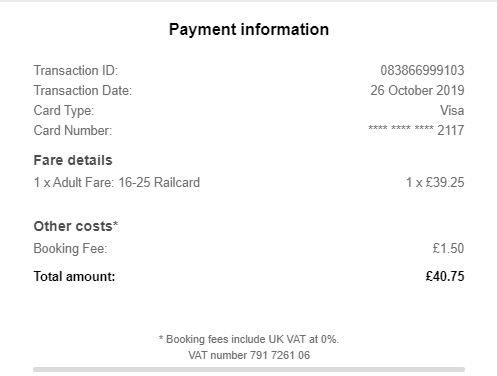 Payment information
Transaction ID: 083866999103
Transaction Date: 26 October 2019
Card Type: Visa
Card Number: **** **** **** 2117
Fare details
1 x Adult Fare: 16-25 Railcard 1 x £39.25
Other costs*
Booking Fee: £1.50
Total amount: £40.75
* Booking fees include UK VAT at 0%.
VAT number 791 7261 06